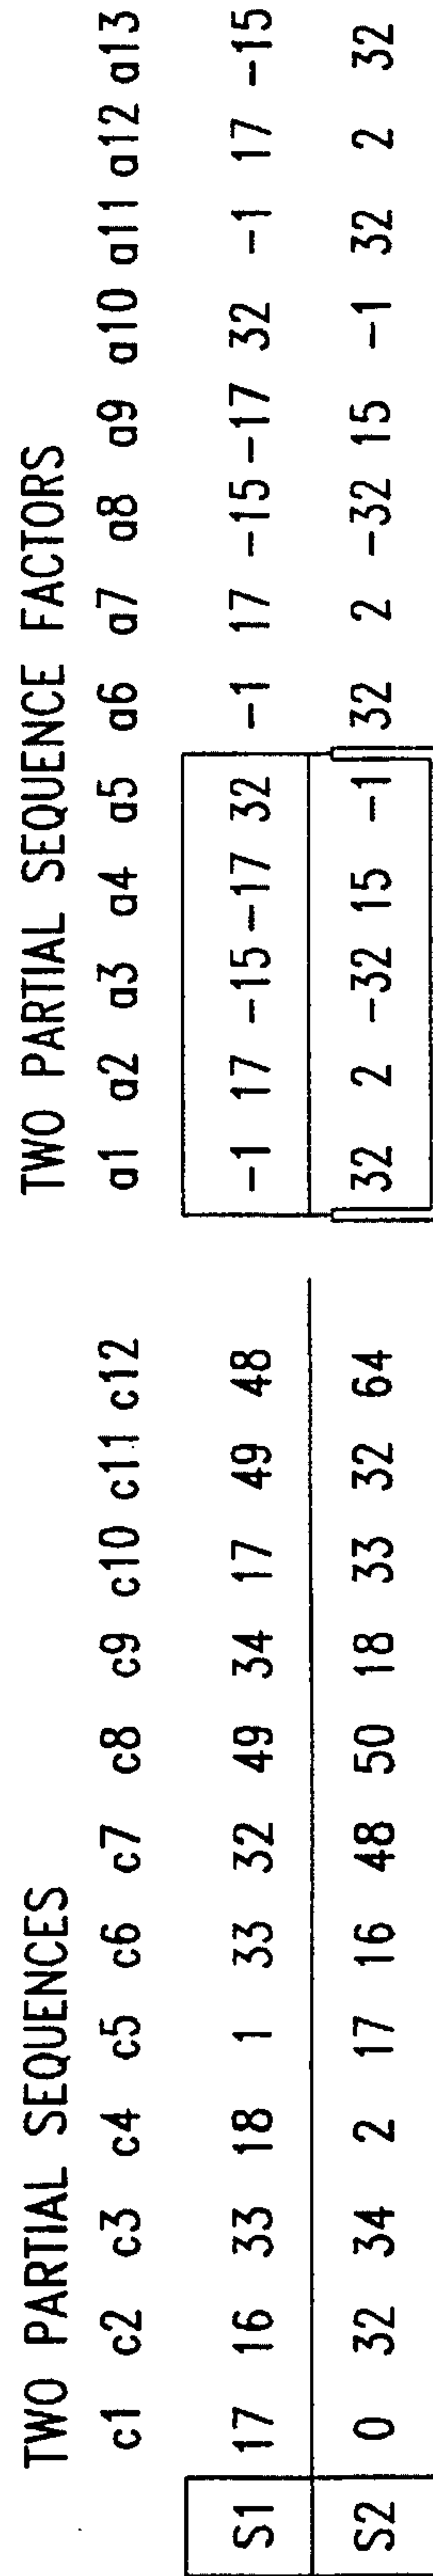 TWO PARTIAL SEQUENCES TWO PARTIAL SEQUENCE FACTORS
c1 c2 c3 c4 c5 c6 c7 c8 c9 c10 c11 c12 a1 a2 a3 a4 a5 a6 a7 a8 a9 a10 a11 a12 a13
S1 17 16 33 18 1 33 32 49 34 17 49 48 -1 17 -15 -17 32 -1 17 -15 -17 32 -1 17 -15
S2 0 32 34 2 17 16 48 50 18 33 32 64 32 2 -32 15 -1 32 2 -32 15 -1 32 2 32